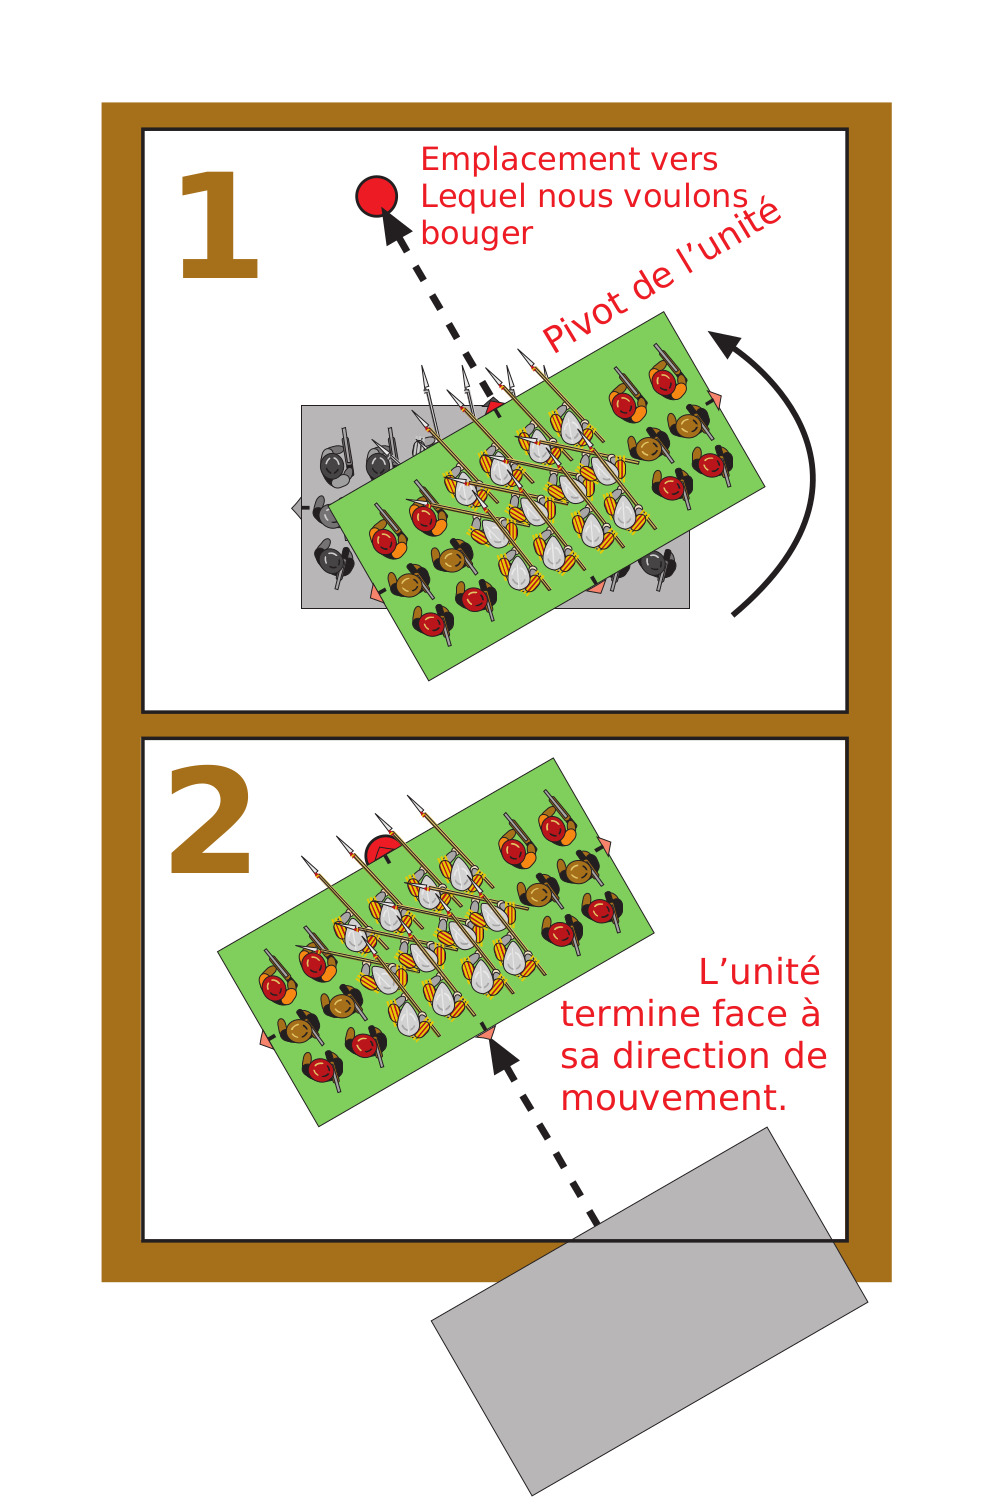 1
Emplacement vers
Lequel nous voulons
bouger
Pivot de l’unité
2
L’unité
termine face à
sa direction de
mouvement.